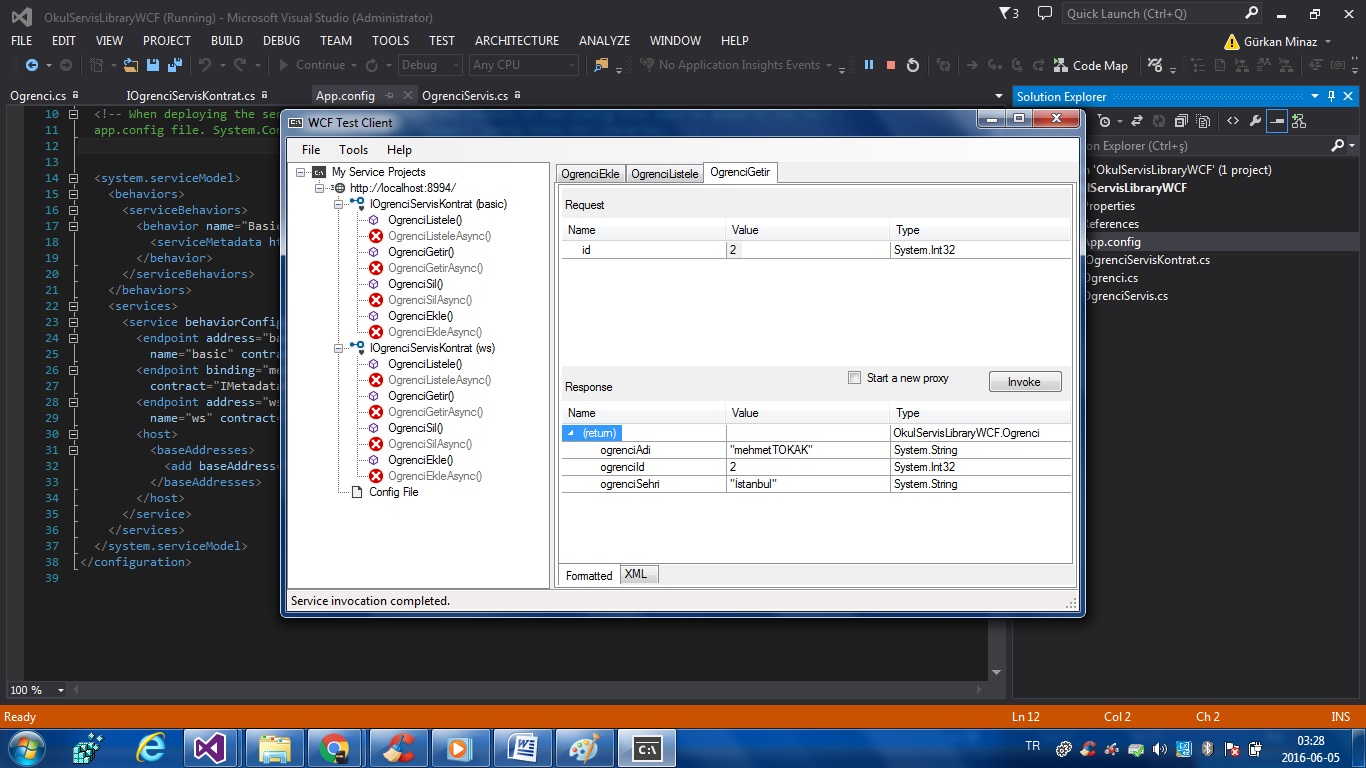 OkulServisLibraryWCF (Running) - Microsoft Visual Studio (Administrator)
3
Quick Launch (Ctrl+Q)
FILE EDIT VIEW PROJECT BUILD DEBUG TEAM TOOLS TEST ARCHITECTURE ANALYZE WINDOW HELP
Gürkan Minaz
Continue Debug Any CPU No Application Insights Events Code Map
Ogrenci.cs IOgrenciServisKontrat.cs App.config OgrenciServis.cs
10 <!-- When deploying the ser
11 app.config file. System.Con
12
13
14 <system.serviceModel>
15 <behaviors>
16 <serviceBehaviors>
17 <behavior name="Basic
18 <serviceMetadata ht
19 </behavior>
20 </serviceBehaviors>
21 </behaviors>
22 <services>
23 <service behaviorConfig
24 <endpoint address="ba
25 name="basic" contra
26 <endpoint binding="me
27 contract="IMetadata
28 <endpoint address="ws
29 name="ws" contract=
30 <host>
31 <baseAddresses>
32 <add baseAddress=
33 </baseAddresses>
34 </host>
35 </service>
36 </services>
37 </system.serviceModel>
38 </configuration>
39
100 %
WCF Test Client
File Tools Help
My Service Projects
http://localhost:8994/
IOgrenciServisKontrat (basic)
OgrenciListele()
OgrenciListeleAsync()
OgrenciGetir()
OgrenciGetirAsync()
OgrenciSil()
OgrenciSilAsync()
OgrenciEkle()
OgrenciEkleAsync()
IOgrenciServisKontrat (ws)
OgrenciListele()
OgrenciListeleAsync()
OgrenciGetir()
OgrenciGetirAsync()
OgrenciSil()
OgrenciSilAsync()
OgrenciEkle()
OgrenciEkleAsync()
Config File
OgrenciEkle OgrenciListele OgrenciGetir
Request
Name Value Type
id 2 System.Int32
Response
Start a new proxy
Invoke
Name Value Type
(return) OkulServisLibraryWCF.Ogrenci
ogrenciAdi "mehmetTOKAK" System.String
ogrenciId 2 System.Int32
ogrenciSehri "İstanbul" System.String
Formatted XML
Service invocation completed.
Solution Explorer
on Explorer (Ctrl+ş)
n 'OkulServisLibraryWCF' (1 project)
lServisLibraryWCF
Properties
References
App.config
OgrenciServisKontrat.cs
Ogrenci.cs
OgrenciServis.cs
Ready Ln 12 Col 2 Ch 2 INS
C:\
TR
03:28
2016-06-05